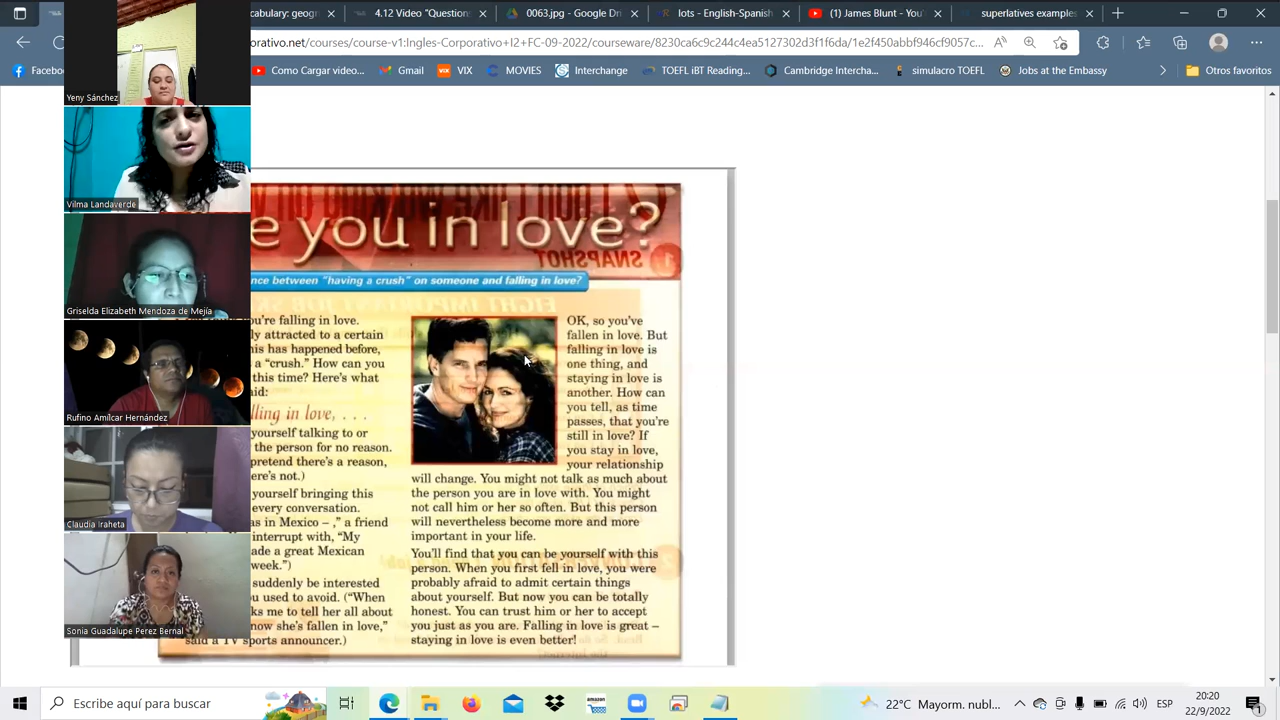 lyrics
4.12 Videos
0063.jpg - Google Dri
lots - English-Spanish
(1) James Blunt - You
superlatives examples
orativo.net/courses/course-v1:Ingles-Corporativo+I2+FC-09-2022/courseware/8230ca6c9c244c4ea5127302d3f1f6da/1e2f450abbf946cf9057c...
Facebo
Como Cargar video...
Gmail
VIX
MOVIES
Interchange
TOEFL iBT Reading...
Cambridge Intercha...
simulacro TOEFL
Jobs at the Embassy
Otros favoritos
Yeny Sánchez
Vilma Landaverde
Griselda Elizabeth Mendoza de Mejía
Rufino Amílcar Hernández
Claudia Iraheta
Sonia Guadalupe Perez Bernal
e you in love?
SNAPSHOT
nce between "having a crush" on someone and falling in love?
u're falling in love.
ly attracted to a certain
his has happened before,
a "crush." How can you
this time? Here's what
aid:
lling in love, . . .
yourself talking to or
the person for no reason.
pretend there's a reason,
ere's not.)
yourself bringing this
every conversation.
as in Mexico – ," a friend
interrupt with, "My
ade a great Mexican
week.")
suddenly be interested
u used to avoid. ("When
ks me to tell her all about
now she's fallen in love,"
said a TV sports announcer.)
OK, so you've
fallen in love. But
falling in love is
one thing, and
staying in love is
another. How can
you tell, as time
passes, that you're
still in love? If
you stay in love,
your relationship
will change. You might not talk as much about
the person you are in love with. You might
not call him or her so often. But this person
will nevertheless become more and more
important in your life.
You'll find that you can be yourself with this
person. When you first fell in love, you were
probably afraid to admit certain things
about yourself. But now you can be totally
honest. You can trust him or her to accept
you just as you are. Falling in love is great –
staying in love is even better!
Escribe aquí para buscar
amazon
22°C Mayorm. nubl...
ESP
20:20
22/9/2022
1